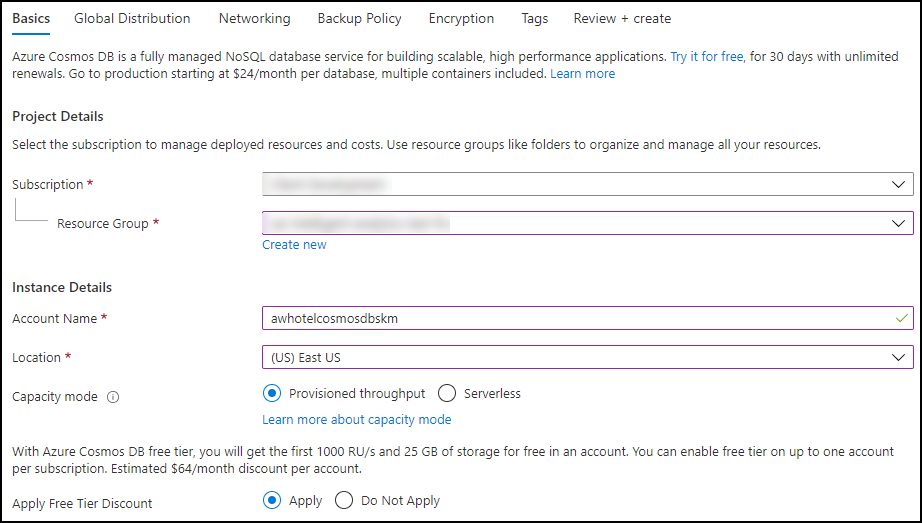 Basics Global Distribution Networking Backup Policy Encryption Tags Review + create
Azure Cosmos DB is a fully managed NoSQL database service for building scalable, high performance applications. Try it for free, for 30 days with unlimited
renewals. Go to production starting at $24/month per database, multiple containers included. Learn more
Project Details
Select the subscription to manage deployed resources and costs. Use resource groups like folders to organize and manage all your resources.
Subscription *
Resource Group *
Create new
Instance Details
Account Name * awhotelcosmosdbskm
Location * (US) East US
Capacity mode Provisioned throughput Serverless
Learn more about capacity mode
With Azure Cosmos DB free tier, you will get the first 1000 RU/s and 25 GB of storage for free in an account. You can enable free tier on up to one account
per subscription. Estimated $64/month discount per account.
Apply Free Tier Discount Apply Do Not Apply